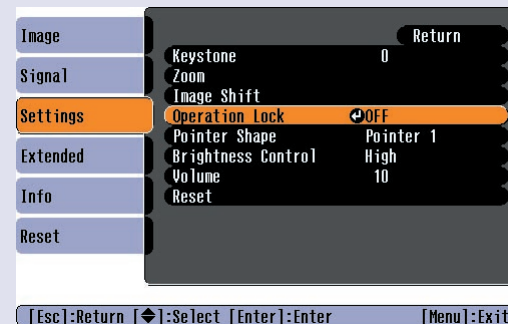 Image
Signal
Settings
Extended
Info
Reset
Return
Keystone 0
Zoom
Image Shift
Operation Lock OFF
Pointer Shape Pointer 1
Brightness Control High
Volume 10
Reset
[Esc]:Return [◆]:Select [Enter]:Enter [Menu]:Exit